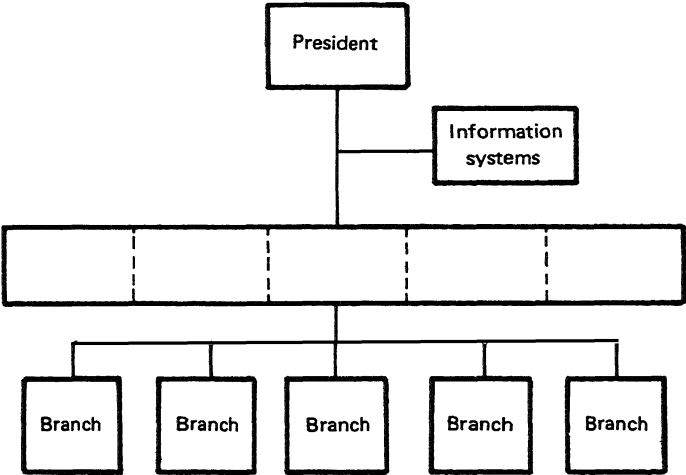 President
Information
systems
Branch
Branch
Branch
Branch
Branch